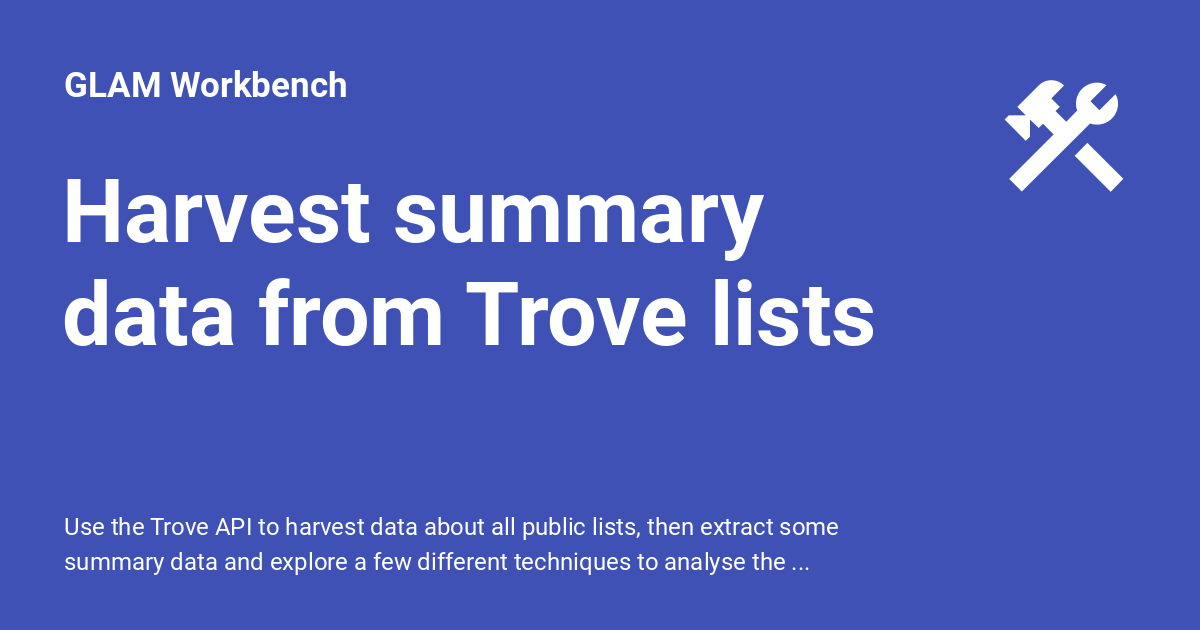 GLAM Workbench
Harvest summary
data from Trove lists
Use the Trove API to harvest data about all public lists, then extract some
summary data and explore a few different techniques to analyse the ...